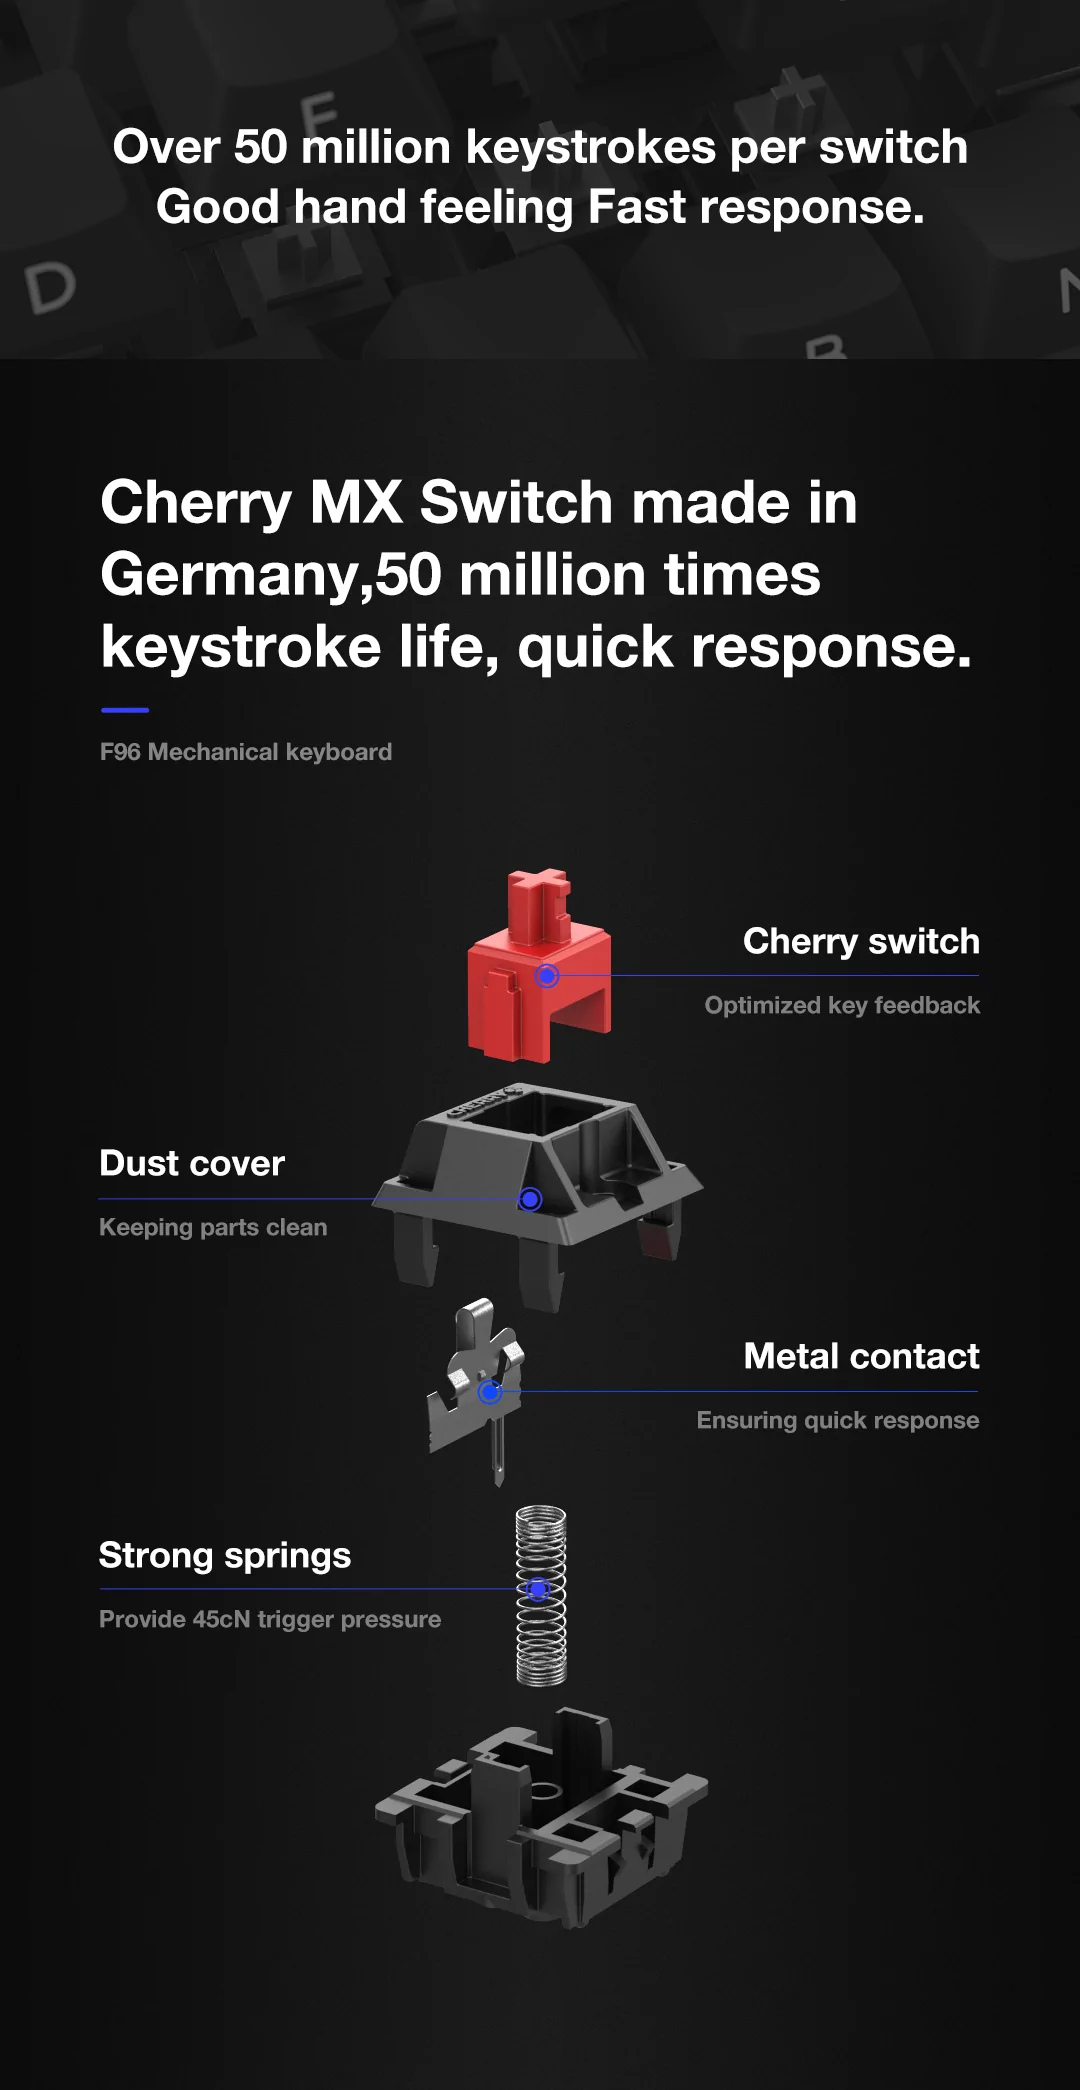 F
Over 50 million keystrokes per switch
Good hand feeling Fast response.
D
B
N
Cherry MX Switch made in
Germany,50 million times
keystroke life, quick response.
F96 Mechanical keyboard
Cherry switch
Optimized key feedback
CHERRY
Dust cover
Keeping parts clean
Metal contact
Ensuring quick response
Strong springs
Provide 45cN trigger pressure